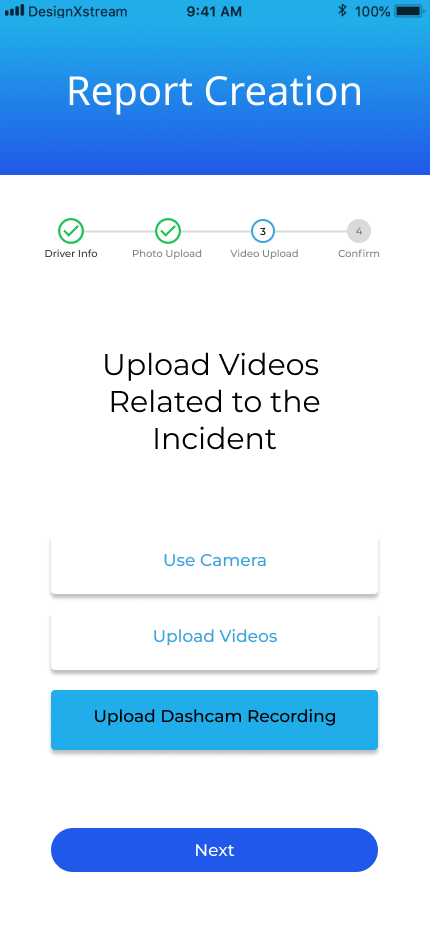 DesignXstream 9:41 AM 100%
Report Creation
3 4
Driver Info Photo Upload Video Upload Confirm
Upload Videos
Related to the
Incident
Use Camera
Upload Videos
Upload Dashcam Recording
Next